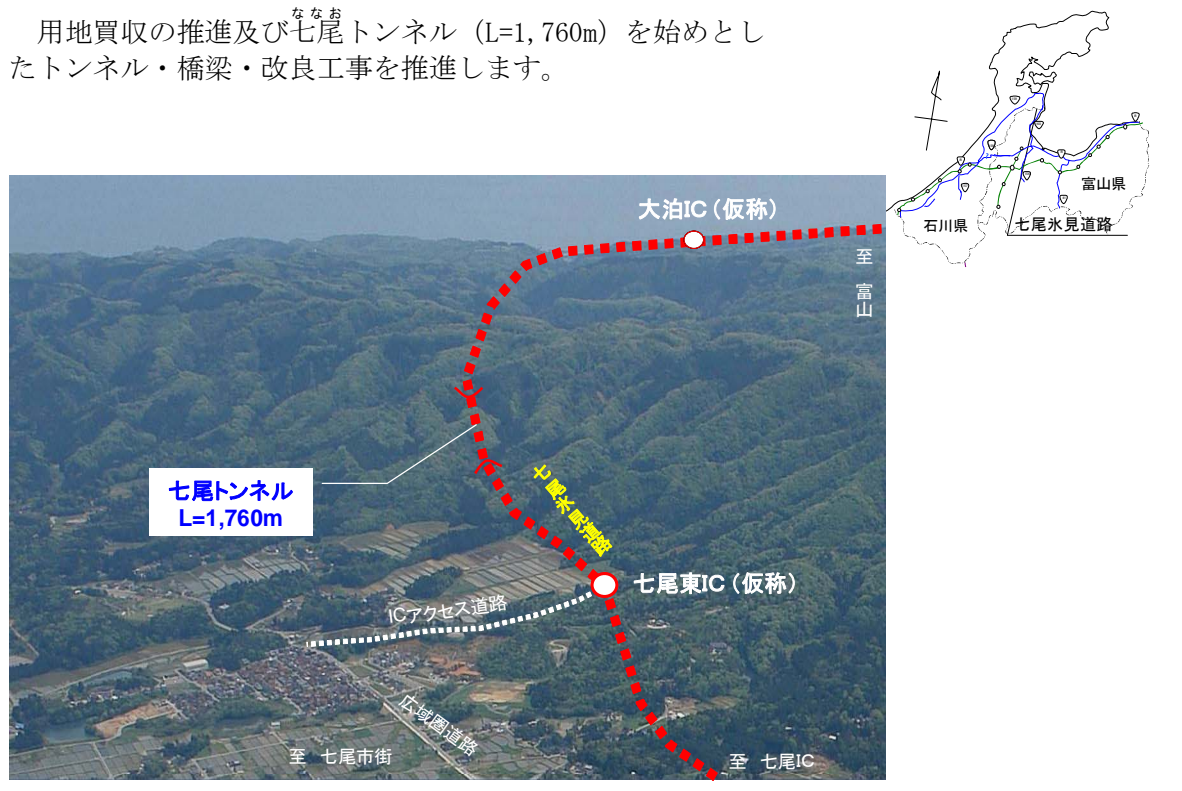 用地買収の推進及び七尾トンネル（L=1,760m）を始めとし
ななお
たトンネル・橋梁・改良工事を推進します。
富山県
石川県
七尾氷見道路
大泊IC（仮称）
至 富山
七尾トンネル
L=1,760m
七尾氷見道路
七尾東IC（仮称）
ICアクセス道路
広域圏道路
至 七尾市街
至 七尾IC